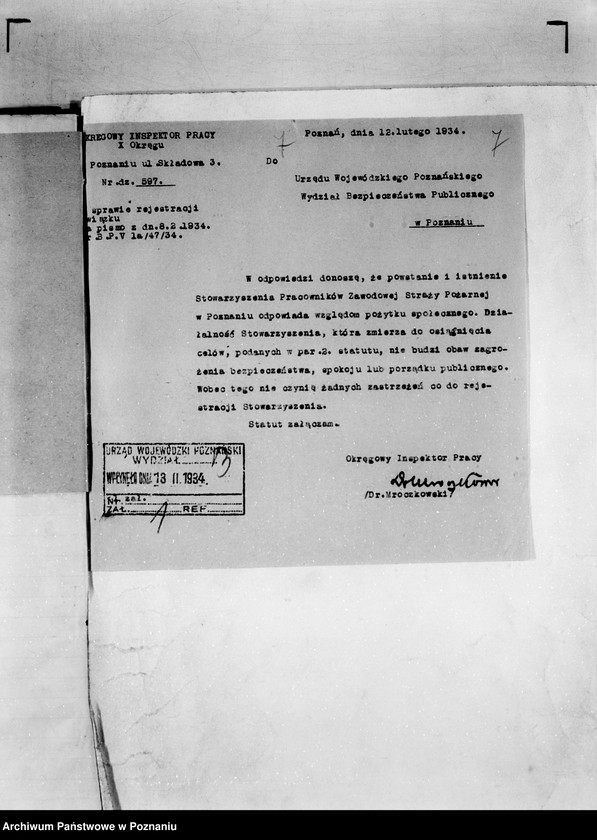 KRĘGOWY INSPEKTOR PRACY
X Okręgu
Poznaniu ul Składowa 3.
Nr.dz. 597.
sprawie rejestracji
wiązku
pismo z dn.8.2.1934.
.B.P.V 1a/47/34.
Poznań, dnia 12.lutego 1934.
7
7
Do
Urzędu Wojewódzkiego Poznańskiego
Wydział Bezpieczeństwa Publicznego
w Poznaniu
W odpowiedzi donoszę, że powstanie i istnienie
Stowarzyszenia Pracowników Zawodowej Straży Pożarnej
w Poznaniu odpowiada względom pożytku społecznego. Dzia-
łalność Stowarzyszenia, która zmierza do osiągnięcia
celów, podanych w par.2. statutu, nie budzi obaw zagro-
żenia bezpieczeństwa, spokoju lub porządku publicznego.
Wobec tego nie czynię żadnych zastrzeżeń co do reje-
stracji Stowarzyszenia.
Statut załączam.
Okręgowy Inspektor Pracy
/Dr.Mroczkowski/
URZĄD WOJEWÓDZKI POZNAŃSKI
WYDZIAŁ
WPŁYNĘŁO DNIA 13 II. 1934.
Nr. zał.
ZAŁ. 1 REF.
Archiwum Państwowe w Poznaniu